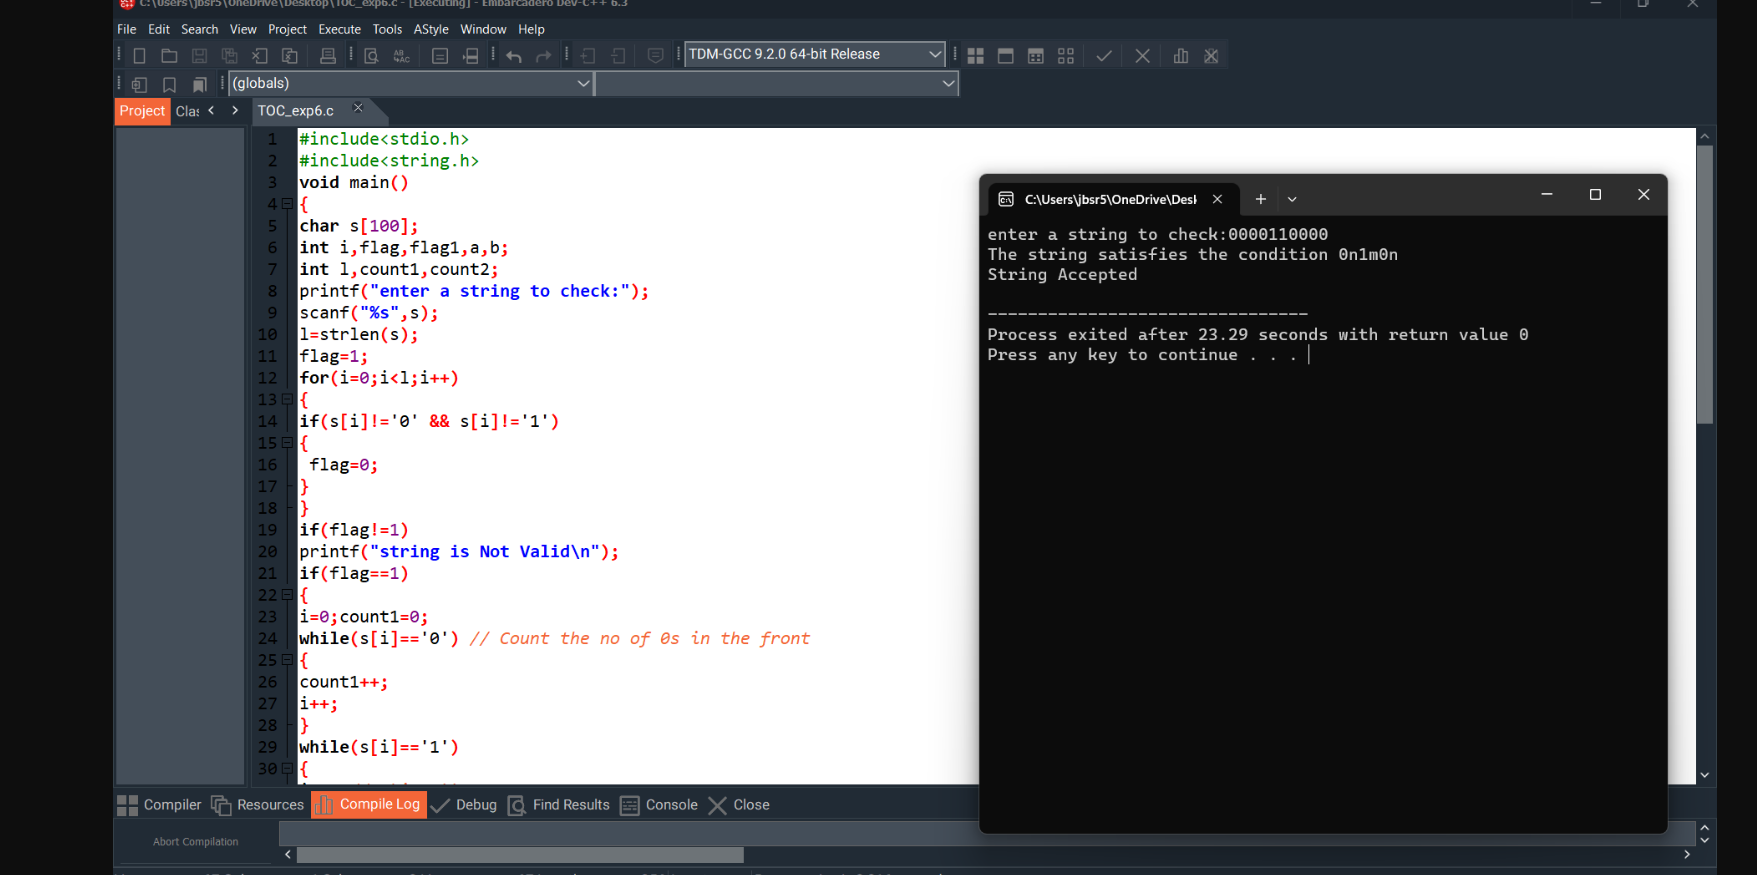 C:\Users\jbsr5\OneDrive\Desktop\TOC_exp6.c - [Executing] - Embarcadero Dev-C++ 6.3
File Edit Search View Project Execute Tools AStyle Window Help
TDM-GCC 9.2.0 64-bit Release
(globals)
Project Clas TOC_exp6.c
1 #include<stdio.h>
2 #include<string.h>
3 void main()
4 {
5 char s[100];
6 int i,flag,flag1,a,b;
7 int l,count1,count2;
8 printf("enter a string to check:");
9 scanf("%s",s);
10 l=strlen(s);
11 flag=1;
12 for(i=0;i<l;i++)
13 {
14 if(s[i]!='0' && s[i]!='1')
15 {
16 flag=0;
17 }
18 }
19 if(flag!=1)
20 printf("string is Not Valid\n");
21 if(flag==1)
22 {
23 i=0;count1=0;
24 while(s[i]=='0') // Count the no of 0s in the front
25 {
26 count1++;
27 i++;
28 }
29 while(s[i]=='1')
30 {
C:\Users\jbsr5\OneDrive\Desk
enter a string to check:0000110000
The string satisfies the condition 0n1m0n
String Accepted
--------------------------------
Process exited after 23.29 seconds with return value 0
Press any key to continue . . .
Compiler Resources Compile Log Debug Find Results Console Close
Abort Compilation